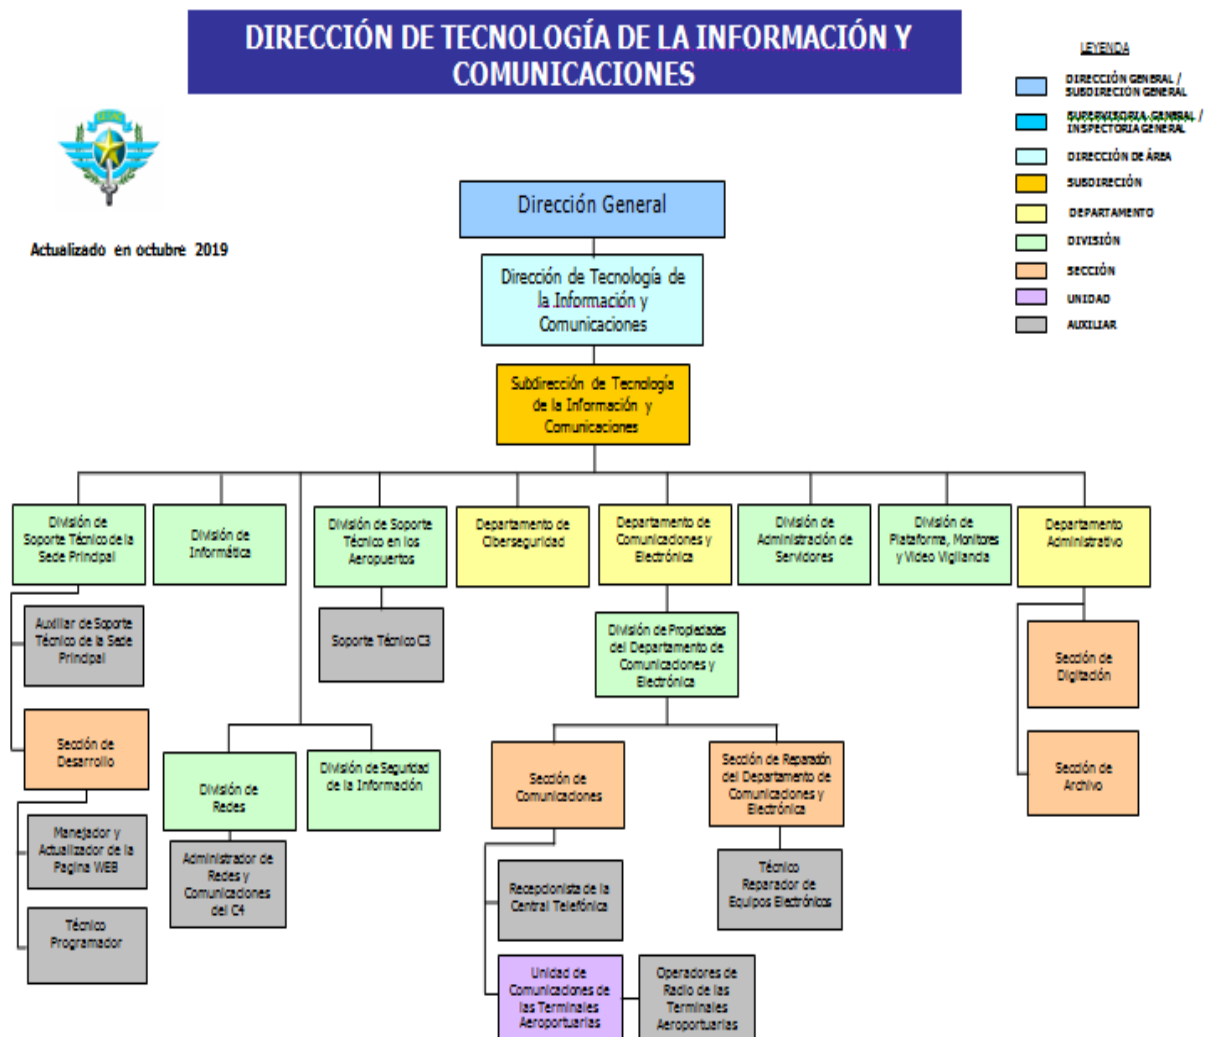 DIRECCIÓN DE TECNOLOGÍA DE LA INFORMACIÓN Y
COMUNICACIONES
LEYENDA
DIRECCIÓN GENERAL /
SUBDIRECCIÓN GENERAL
SUPERVISORIA GENERAL /
INSPECTORIA GENERAL
DIRECCIÓN DE ÁREA
SUBDIRECIÓN
DEPARTAMENTO
DIVISIÓN
SECCIÓN
UNIDAD
AUXILIAR
Actualizado en octubre 2019
Dirección General
Dirección de Tecnología de
la Información y
Comunicaciones
Subdirección de Tecnología
de la Información y
Comunicaciones
División de
Soporte Técnico de la
Sede Principal
División de
Informática
División de Soporte
Técnico en los
Aeropuertos
Departamento de
Ciberseguridad
Departamento de
Comunicaciones y
Electrónica
División de
Administración de
Servidores
División de
Plataforma, Monitores
y Video Vigilancia
Departamento
Administrativo
Auxiliar de Soporte
Técnico de la Sede
Principal
Soporte Técnico C3
División de Propiedades
del Departamento de
Comunicaciones y
Electrónica
Sección de
Digitación
Sección de
Desarrollo
División de
Redes
División de Seguridad
de la Información
Sección de
Comunicaciones
Sección de Reparación
del Departamento de
Comunicaciones y
Electrónica
Sección de
Archivo
Manejador y
Actualizador de la
Pagina WEB
Administrador de
Redes y
Comunicaciones
del C4
Recepcionista de la
Central Telefónica
Técnico
Reparador de
Equipos Electrónicos
Técnico
Programador
Unidad de
Comunicaciones de
las Terminales
Aeroportuarias
Operadores de
Radio de las
Terminales
Aeroportuarias